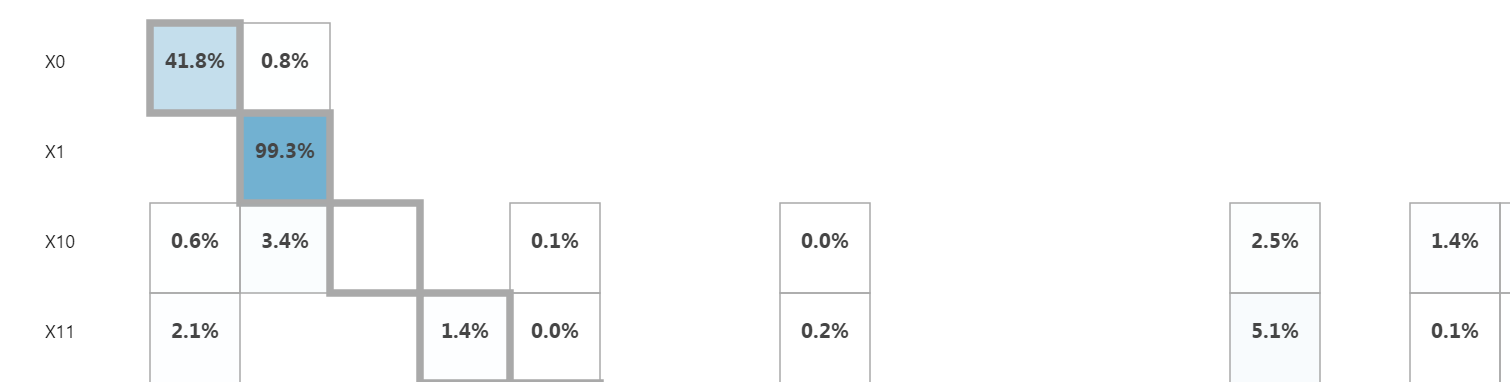 X0 41.8% 0.8%
X1 99.3%
X10 0.6% 3.4% 0.1% 0.0% 2.5% 1.4%
X11 2.1% 1.4% 0.0% 0.2% 5.1% 0.1%